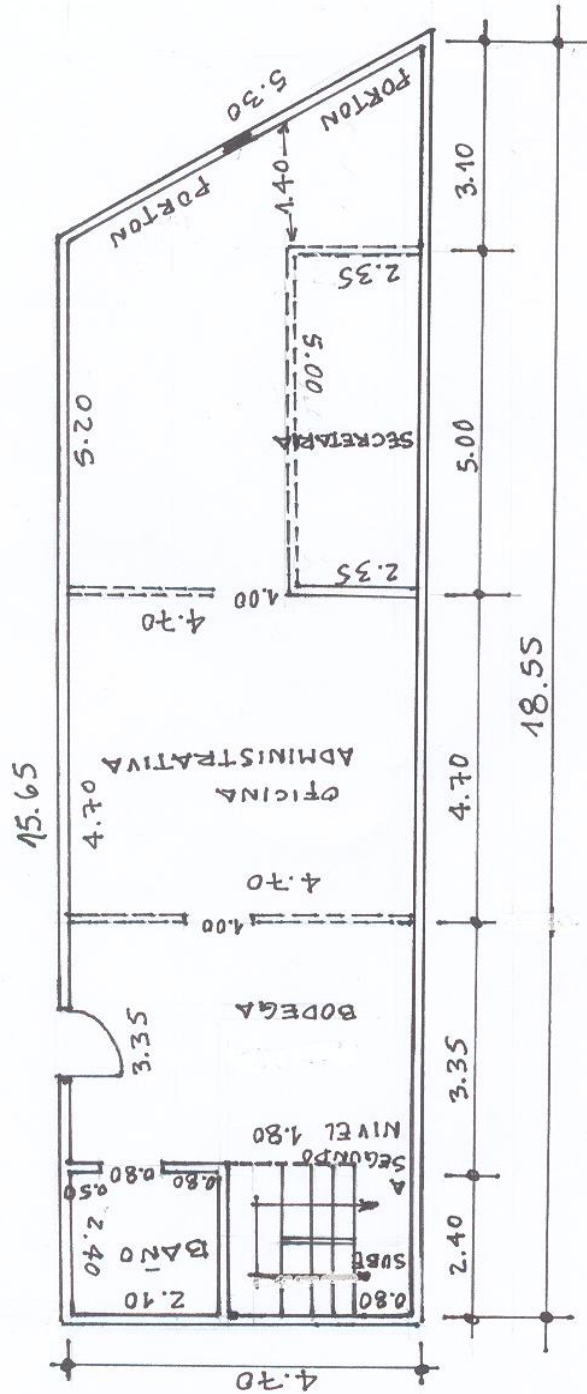 5.30
PORTON
PORTON
1.40
3.10
2.35
5.00
5.20
SECRETARIA
5.00
2.35
1.00
4.70
15.65
4.70
OFICINA
ADMINISTRATIVA
4.70
18.55
4.70
1.00
BODEGA
3.35
3.35
A
SEGUNDO
NIVEL 1.80
0.50
0.80
0.80
2.40
BAÑO
2.10
SUBE
0.80
2.40
4.70